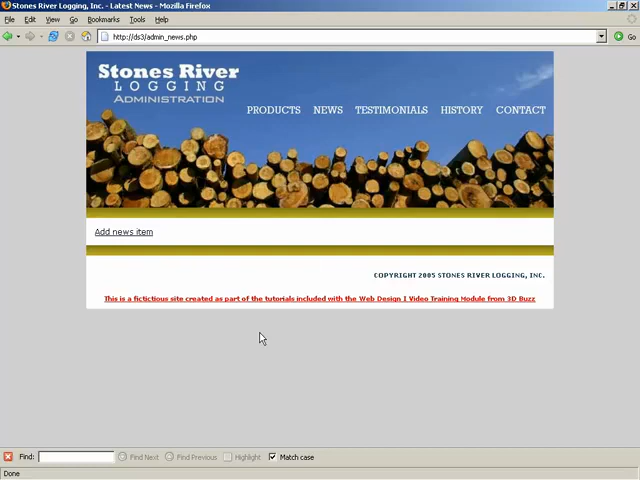 Stones River Logging, Inc. - Latest News - Mozilla Firefox
File Edit View Go Bookmarks Tools Help
http://ds3/admin_news.php
Go
Stones River
LOGGING
ADMINISTRATION
PRODUCTS NEWS TESTIMONIALS HISTORY CONTACT
Add news item
COPYRIGHT 2005 STONES RIVER LOGGING, INC.
This is a fictictious site created as part of the tutorials included with the Web Design I Video Training Module from 3D Buzz
Find: Find Next Find Previous Highlight Match case
Done